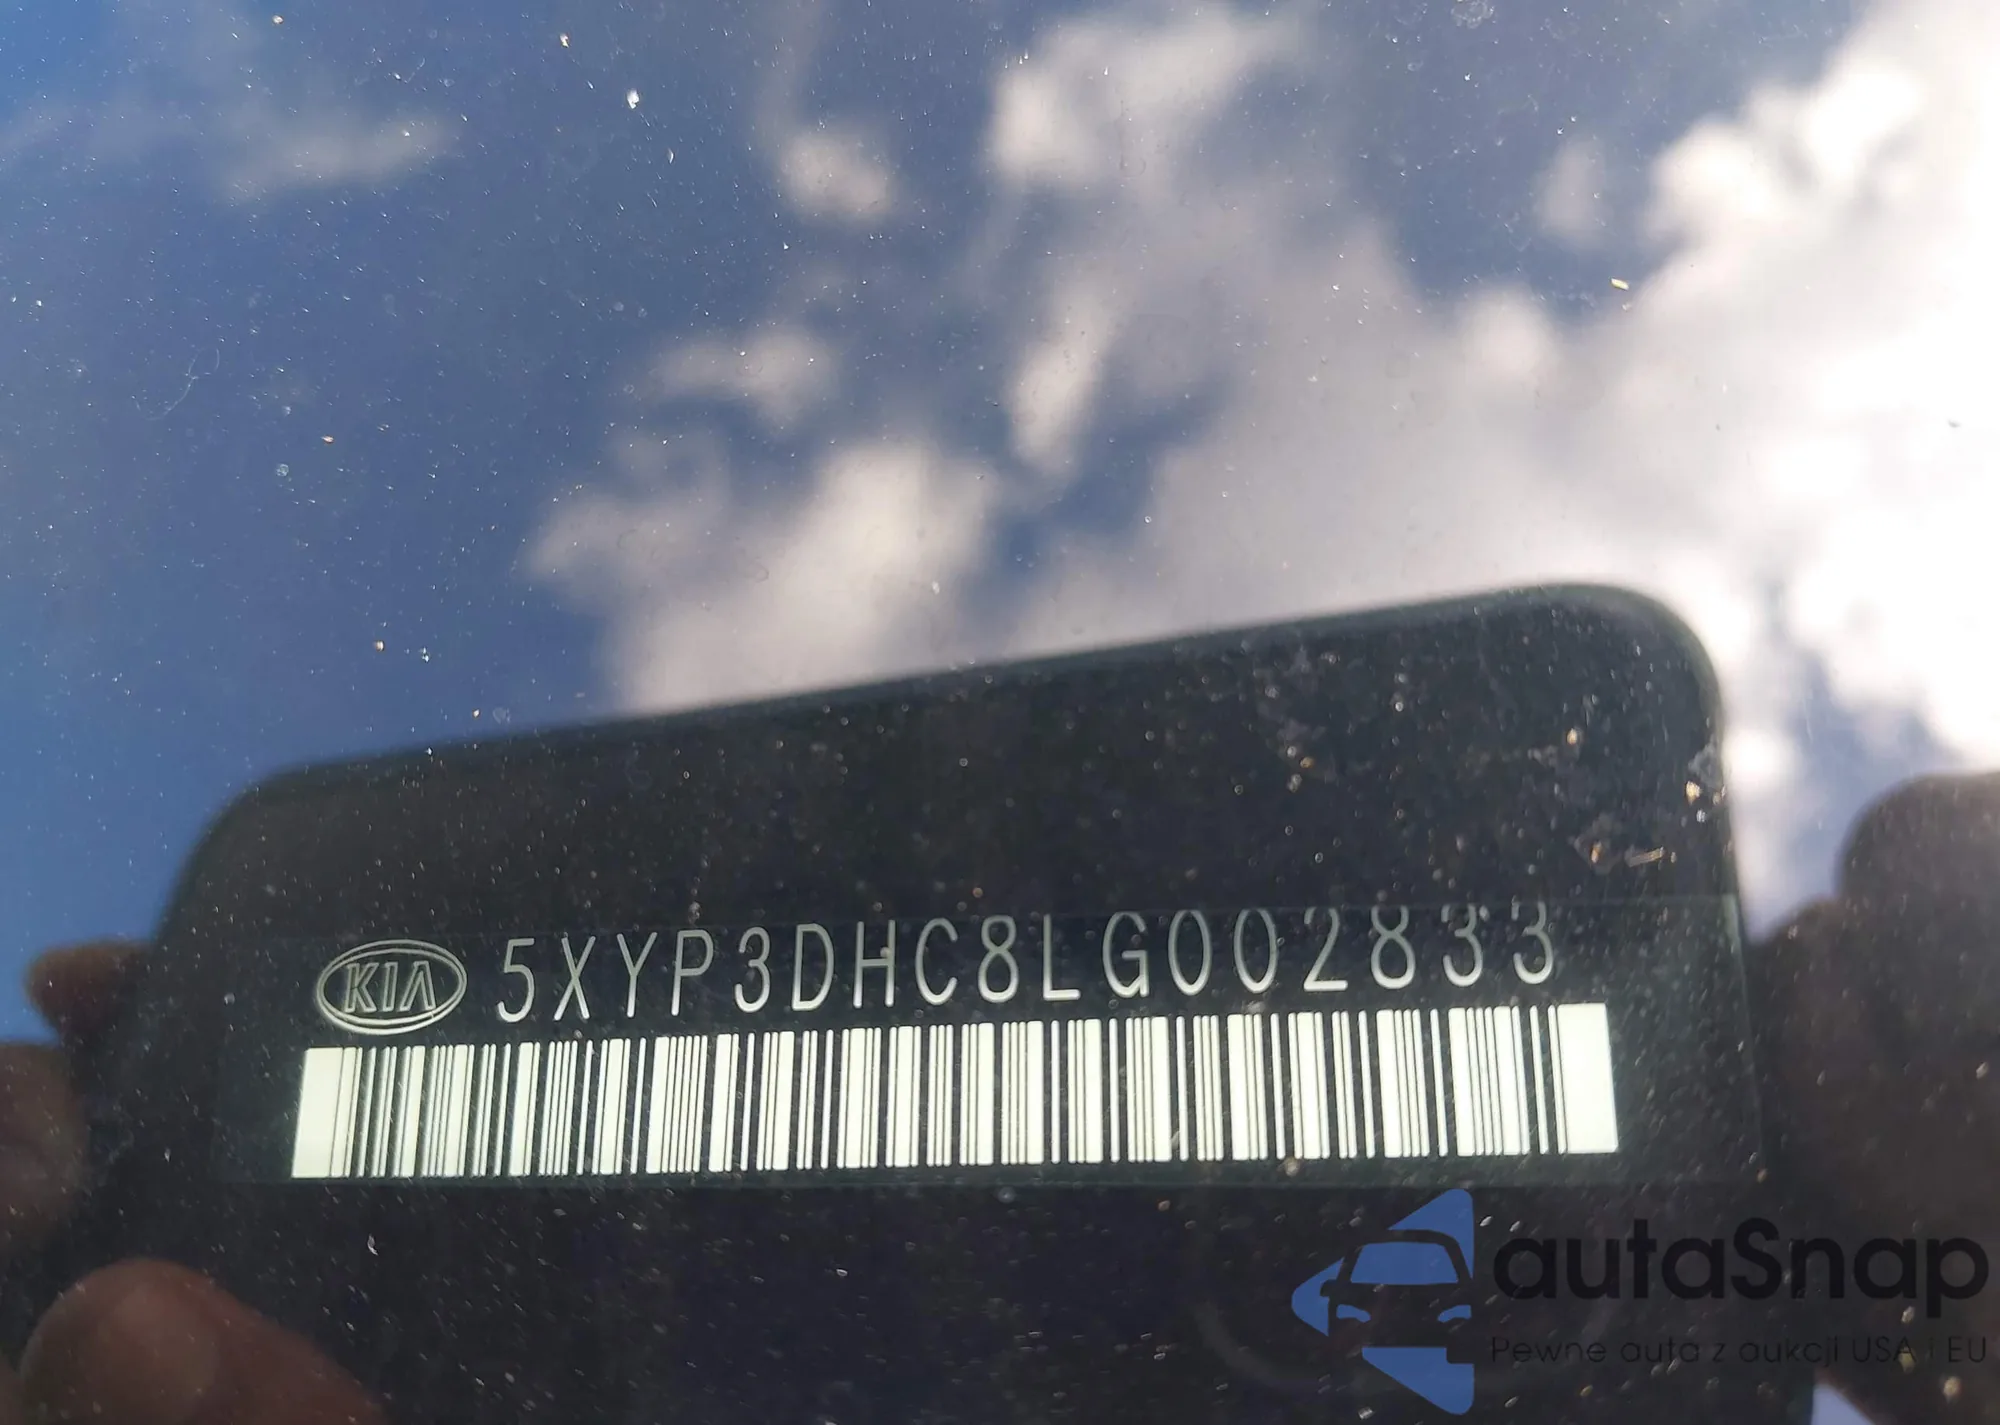 KIA 5XYP3DHC8LG002833
autaSnap
Pewne auta z aukcji USA i EU